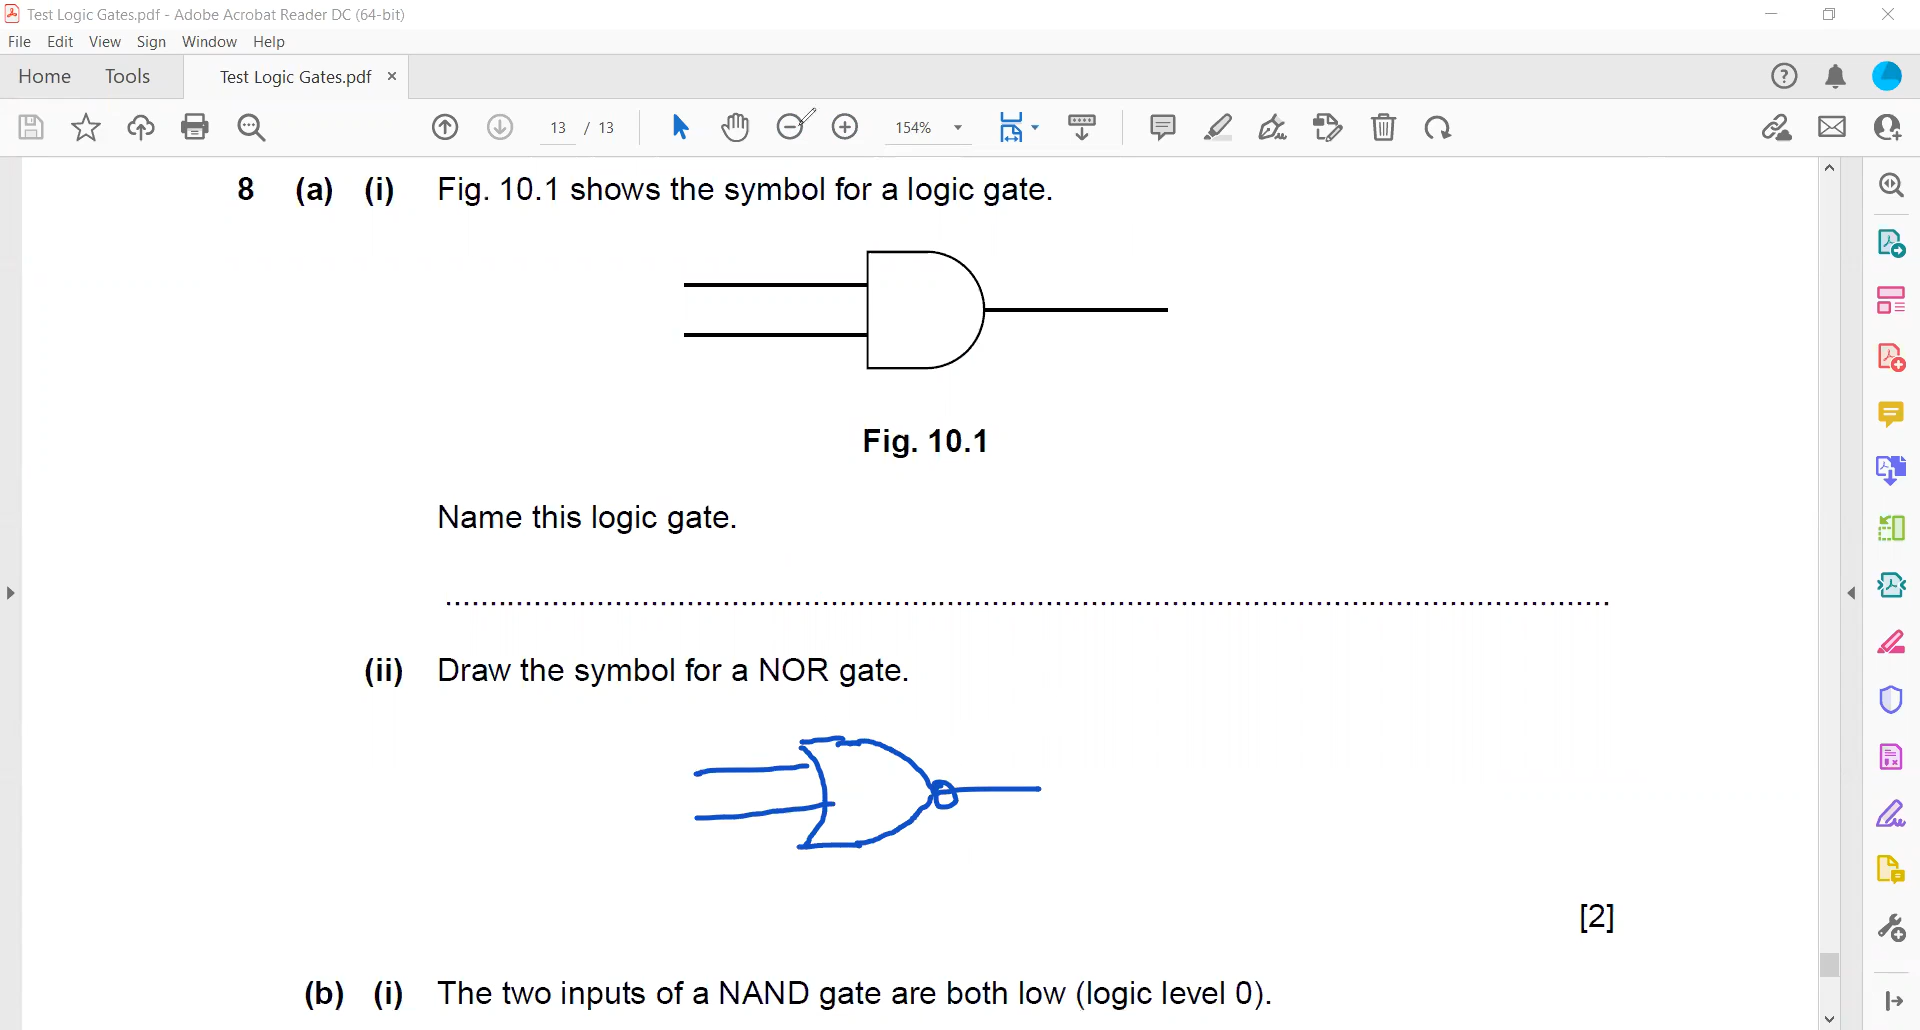 Test Logic Gates.pdf - Adobe Acrobat Reader DC (64-bit)
File Edit View Sign Window Help
Home Tools Test Logic Gates.pdf ×
13 / 13 154%
8 (a) (i) Fig. 10.1 shows the symbol for a logic gate.
Fig. 10.1
Name this logic gate.
(ii) Draw the symbol for a NOR gate.
[2]
(b) (i) The two inputs of a NAND gate are both low (logic level 0).